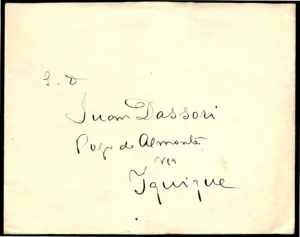 S. D
Juan Dassori
Pozo de Almonte
via
Iquique